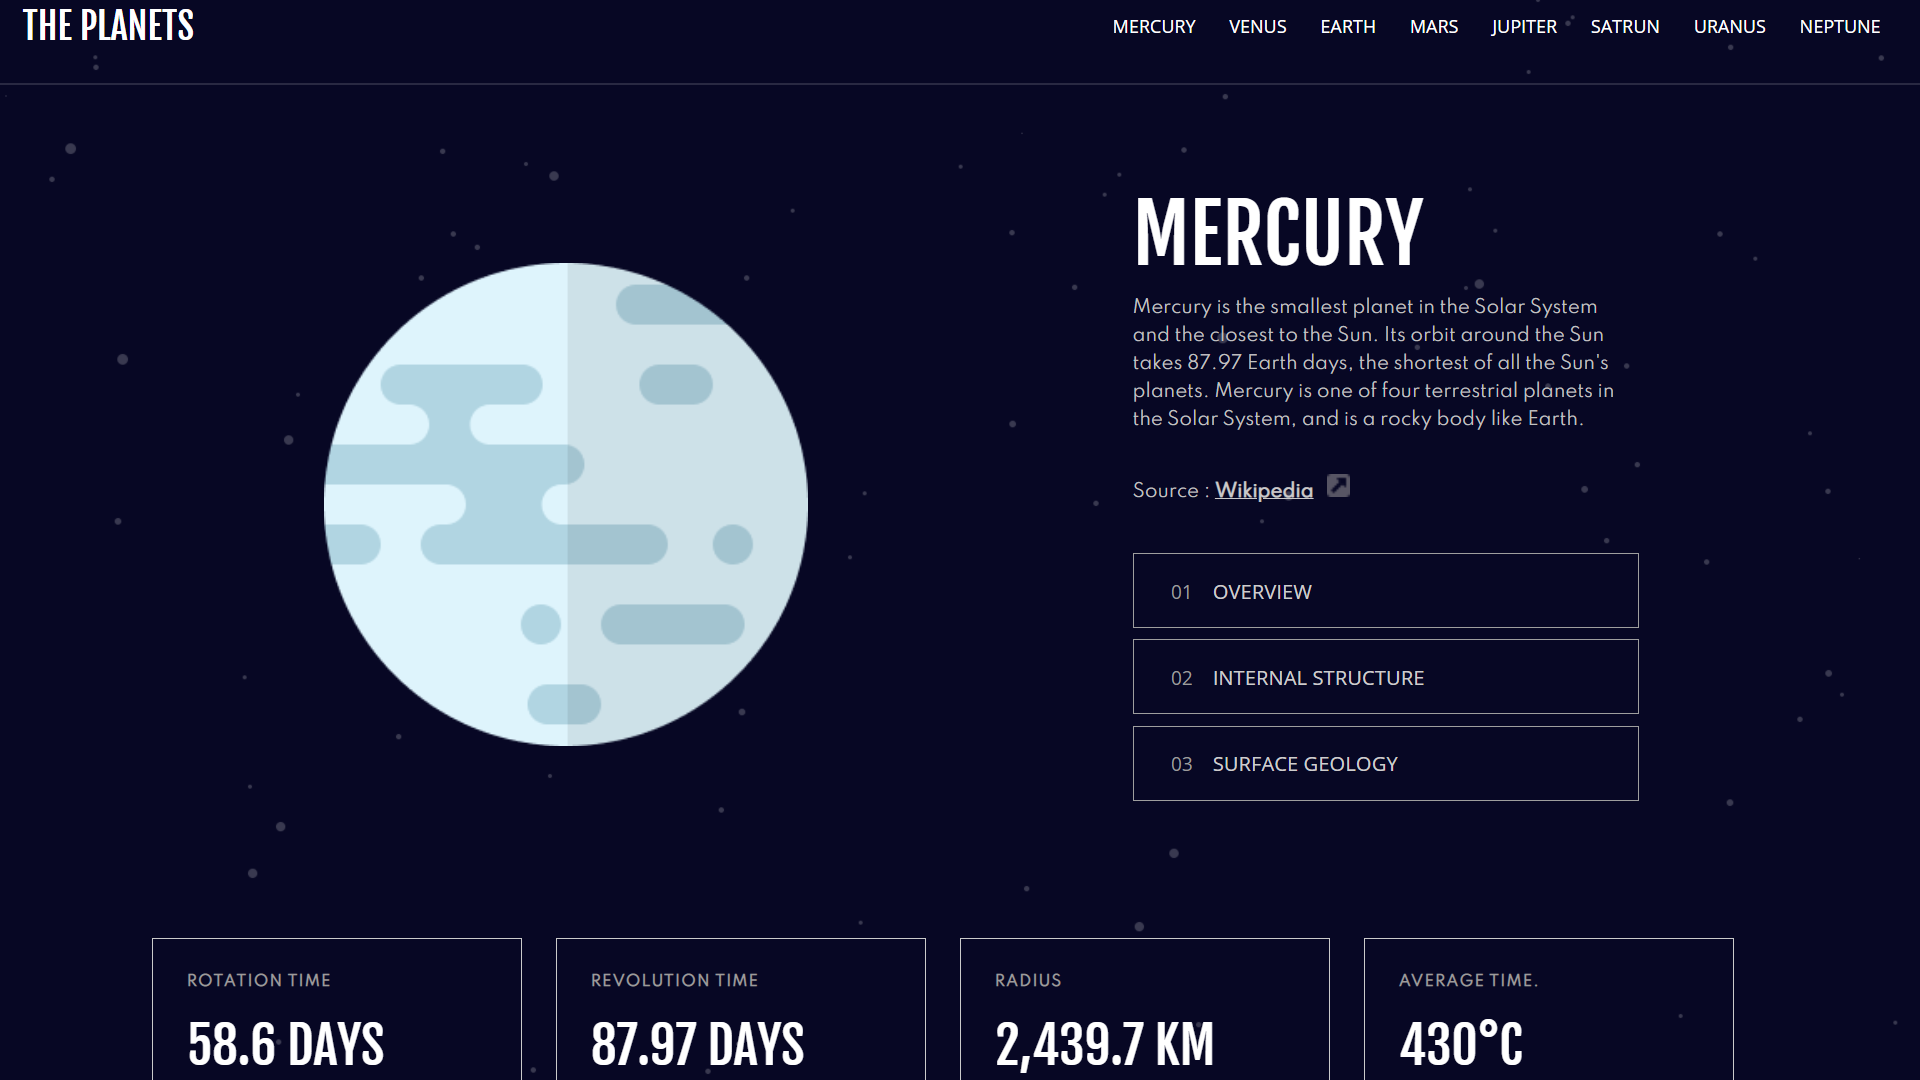 THE PLANETS
MERCURY VENUS EARTH MARS JUPITER SATRUN URANUS NEPTUNE
MERCURY
Mercury is the smallest planet in the Solar System
and the closest to the Sun. Its orbit around the Sun
takes 87.97 Earth days, the shortest of all the Sun's
planets. Mercury is one of four terrestrial planets in
the Solar System, and is a rocky body like Earth.
Source : Wikipedia
01 OVERVIEW
02 INTERNAL STRUCTURE
03 SURFACE GEOLOGY
ROTATION TIME
58.6 DAYS
REVOLUTION TIME
87.97 DAYS
RADIUS
2,439.7 KM
AVERAGE TIME.
430°C